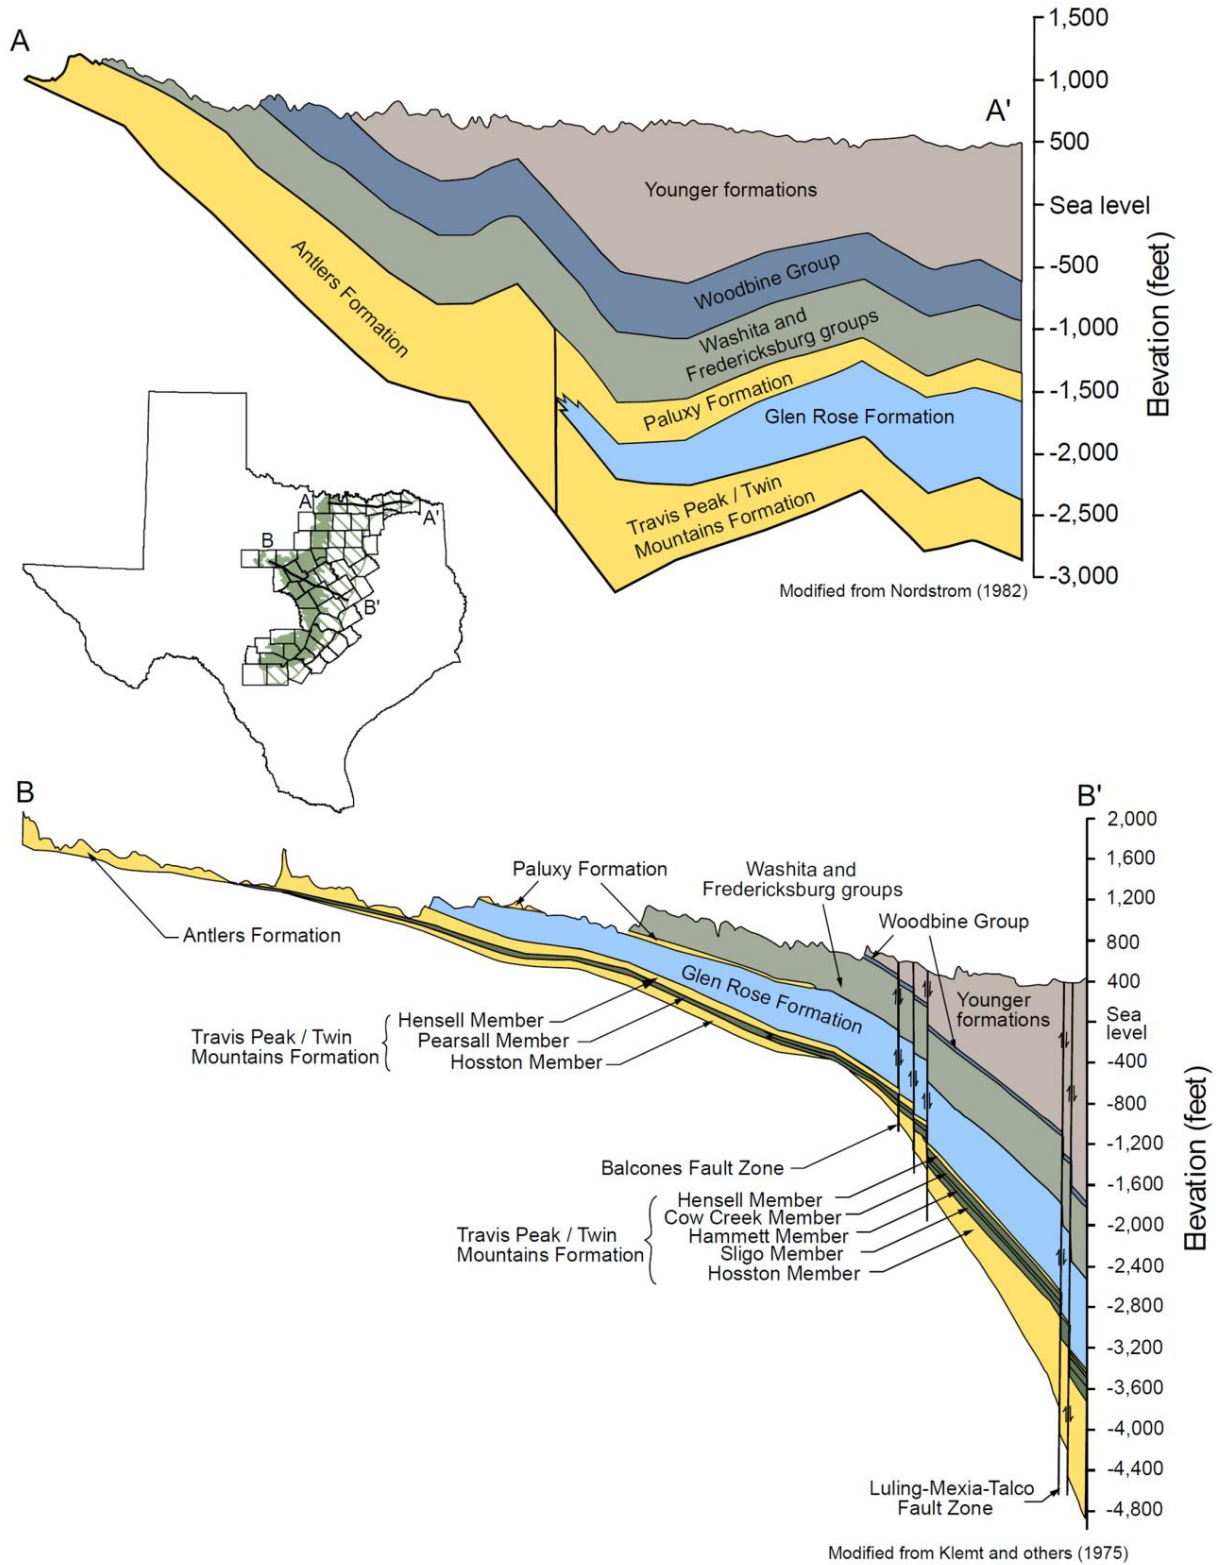 A
A'
1,500
1,000
500
Sea level
-500
-1,000
-1,500
-2,000
-2,500
-3,000
Elevation (feet)
Younger formations
Woodbine Group
Washita and
Fredericksburg groups
Antlers Formation
Paluxy Formation
Glen Rose Formation
Travis Peak / Twin
Mountains Formation
Modified from Nordstrom (1982)
A
A'
B
B'
B
B'
2,000
1,600
1,200
800
400
Sea
level
-400
-800
-1,200
-1,600
-2,000
-2,400
-2,800
-3,200
-3,600
-4,000
-4,400
-4,800
Elevation (feet)
Paluxy Formation
Washita and
Fredericksburg groups
Woodbine Group
Antlers Formation
Glen Rose Formation
Younger
formations
Travis Peak / Twin
Mountains Formation
Hensell Member
Pearsall Member
Hosston Member
Balcones Fault Zone
Travis Peak / Twin
Mountains Formation
Hensell Member
Cow Creek Member
Hammett Member
Sligo Member
Hosston Member
Luling-Mexia-Talco
Fault Zone
Modified from Klemt and others (1975)